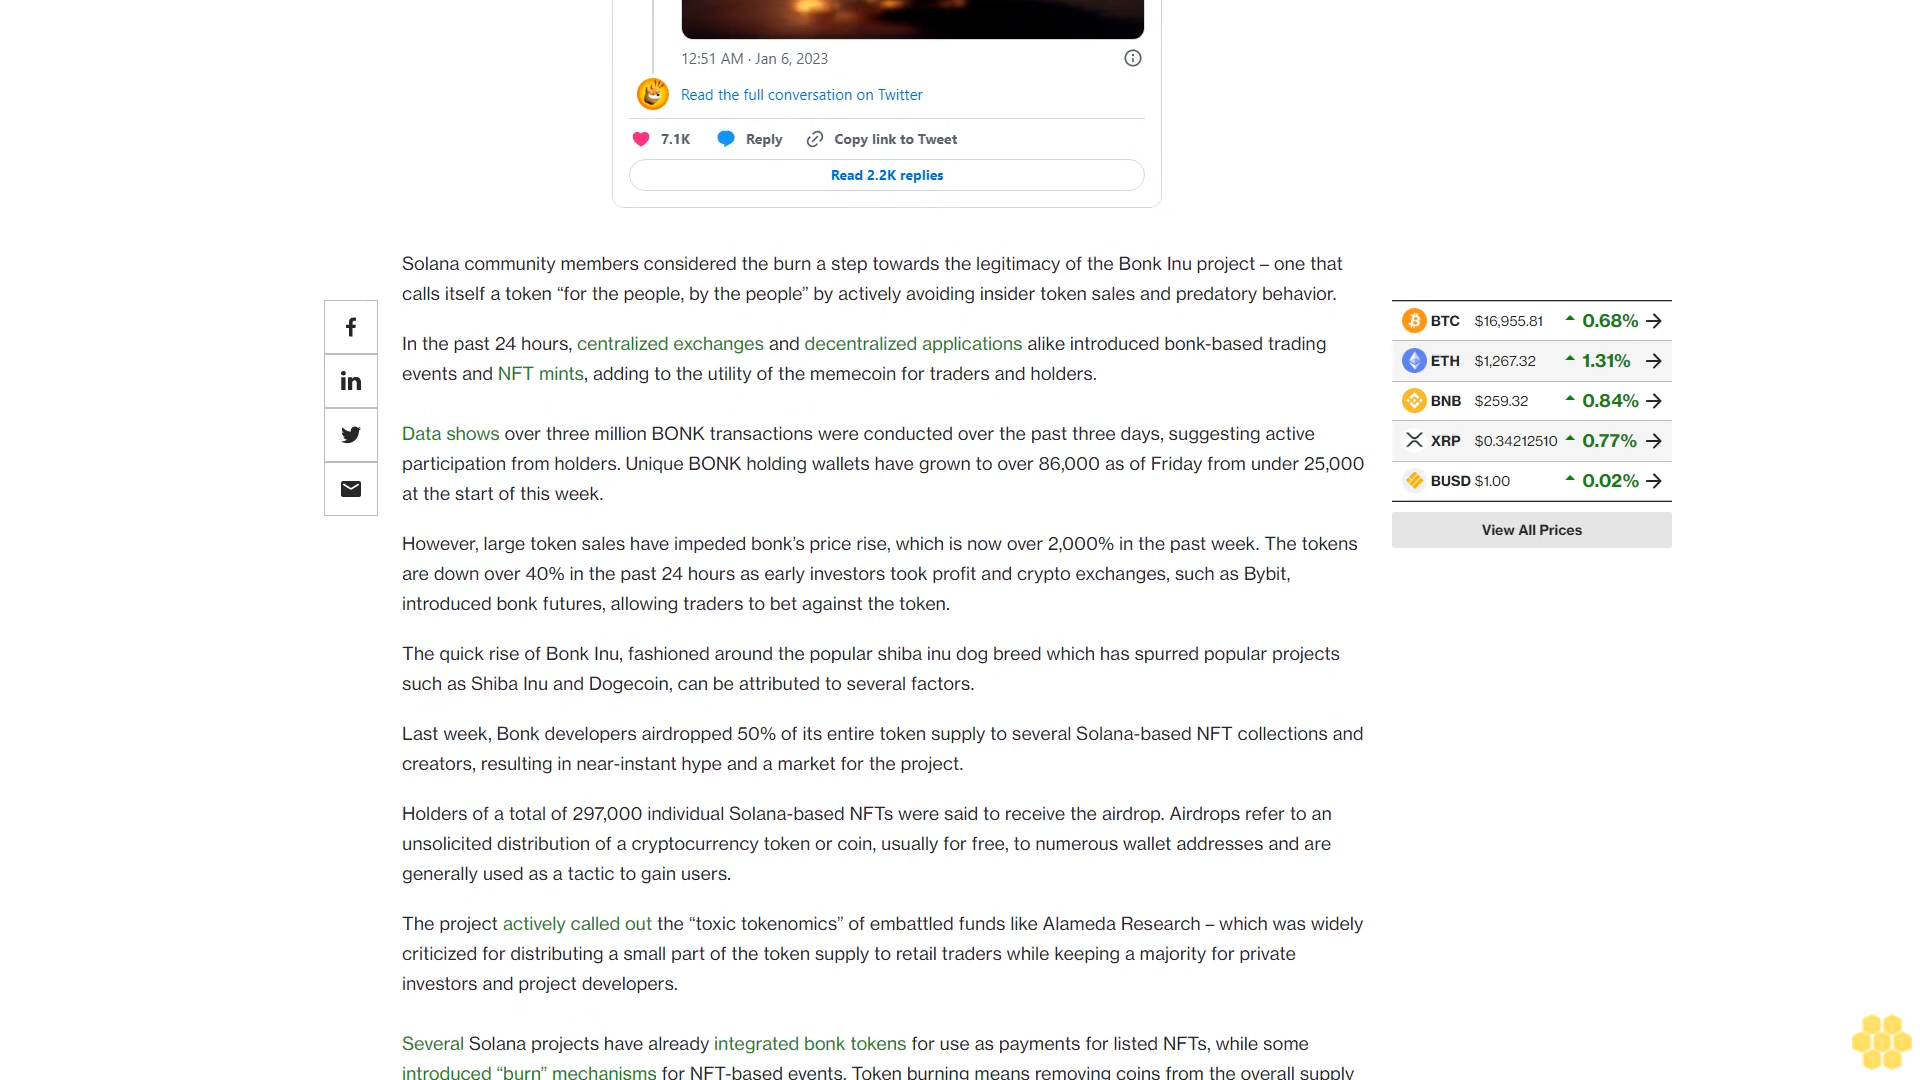 12:51 AM · Jan 6, 2023
Read the full conversation on Twitter
7.1K Reply Copy link to Tweet
Read 2.2K replies
Solana community members considered the burn a step towards the legitimacy of the Bonk Inu project – one that
calls itself a token “for the people, by the people” by actively avoiding insider token sales and predatory behavior.
In the past 24 hours, centralized exchanges and decentralized applications alike introduced bonk-based trading
events and NFT mints, adding to the utility of the memecoin for traders and holders.
Data shows over three million BONK transactions were conducted over the past three days, suggesting active
participation from holders. Unique BONK holding wallets have grown to over 86,000 as of Friday from under 25,000
at the start of this week.
However, large token sales have impeded bonk’s price rise, which is now over 2,000% in the past week. The tokens
are down over 40% in the past 24 hours as early investors took profit and crypto exchanges, such as Bybit,
introduced bonk futures, allowing traders to bet against the token.
The quick rise of Bonk Inu, fashioned around the popular shiba inu dog breed which has spurred popular projects
such as Shiba Inu and Dogecoin, can be attributed to several factors.
Last week, Bonk developers airdropped 50% of its entire token supply to several Solana-based NFT collections and
creators, resulting in near-instant hype and a market for the project.
Holders of a total of 297,000 individual Solana-based NFTs were said to receive the airdrop. Airdrops refer to an
unsolicited distribution of a cryptocurrency token or coin, usually for free, to numerous wallet addresses and are
generally used as a tactic to gain users.
The project actively called out the “toxic tokenomics” of embattled funds like Alameda Research – which was widely
criticized for distributing a small part of the token supply to retail traders while keeping a majority for private
investors and project developers.
Several Solana projects have already integrated bonk tokens for use as payments for listed NFTs, while some
introduced “burn” mechanisms for NFT-based events. Token burning means removing coins from the overall supply
BTC $16,955.81 0.68%
ETH $1,267.32 1.31%
BNB $259.32 0.84%
XRP $0.34212510 0.77%
BUSD $1.00 0.02%
View All Prices